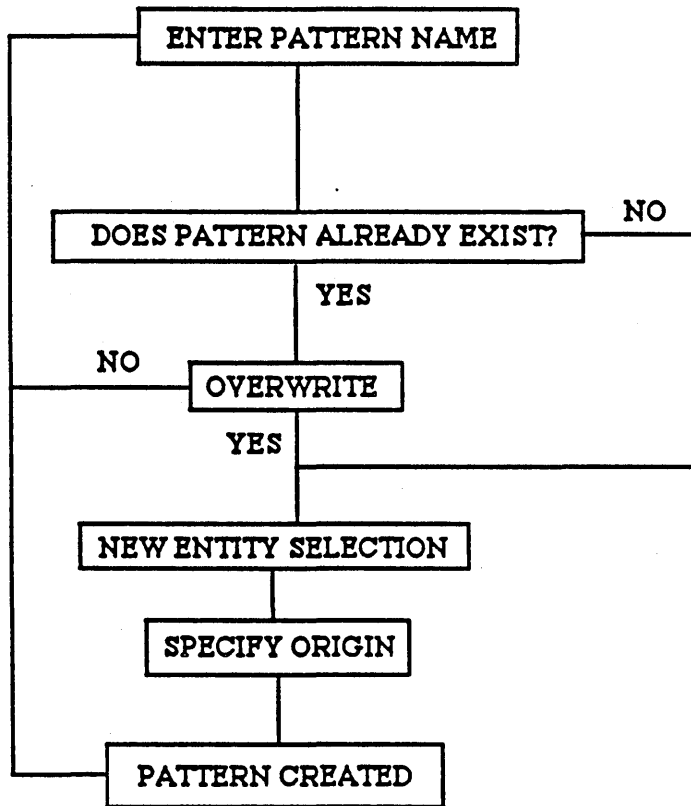 ENTER PATTERN NAME
DOES PATTERN ALREADY EXIST?
NO
YES
NO
OVERWRITE
YES
NEW ENTITY SELECTION
SPECIFY ORIGIN
PATTERN CREATED